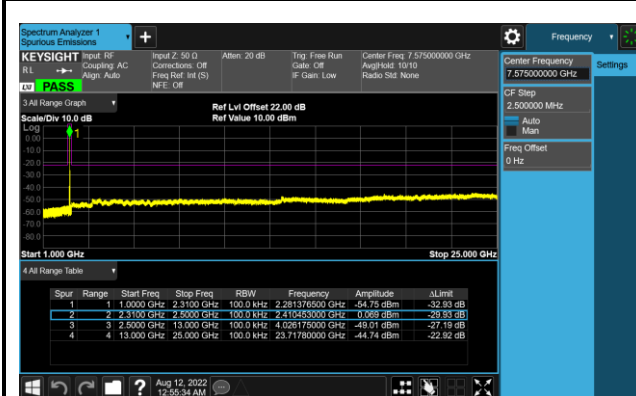 Spectrum Analyzer 1
Spurious Emissions
+
Frequency
KEYSIGHT
Input: RF
Coupling: AC
Align: Auto
Input Z: 50 Ω
Corrections: Off
Freq Ref: Int (S)
NFE: Off
Atten: 20 dB
Trig: Free Run
Gate: Off
IF Gain: Low
Center Freq: 7.575000000 GHz
Avg|Hold: 10/10
Radio Std: None
RL
LXI PASS
Center Frequency
7.575000000 GHz
Settings
CF Step
2.500000 MHz
Auto
Man
Freq Offset
0 Hz
3 All Range Graph
Scale/Div 10.0 dB
Ref Lvl Offset 22.00 dB
Ref Value 10.00 dBm
Log
1
0.00
-10.0
-20.0
-30.0
-40.0
-50.0
-60.0
-70.0
-80.0
Start 1.000 GHz
Stop 25.000 GHz
4 All Range Table
Spur Range Start Freq Stop Freq RBW Frequency Amplitude ΔLimit
1 1 1.0000 GHz 2.3100 GHz 100.0 kHz 2.281376500 GHz -54.75 dBm -32.93 dB
2 2 2.3100 GHz 2.5000 GHz 100.0 kHz 2.410453000 GHz 0.069 dBm -29.93 dB
3 3 2.5000 GHz 13.000 GHz 100.0 kHz 4.026175000 GHz -49.01 dBm -27.19 dB
4 4 13.000 GHz 25.000 GHz 100.0 kHz 23.71780000 GHz -44.74 dBm -22.92 dB
?
Aug 12, 2022
12:55:34 AM